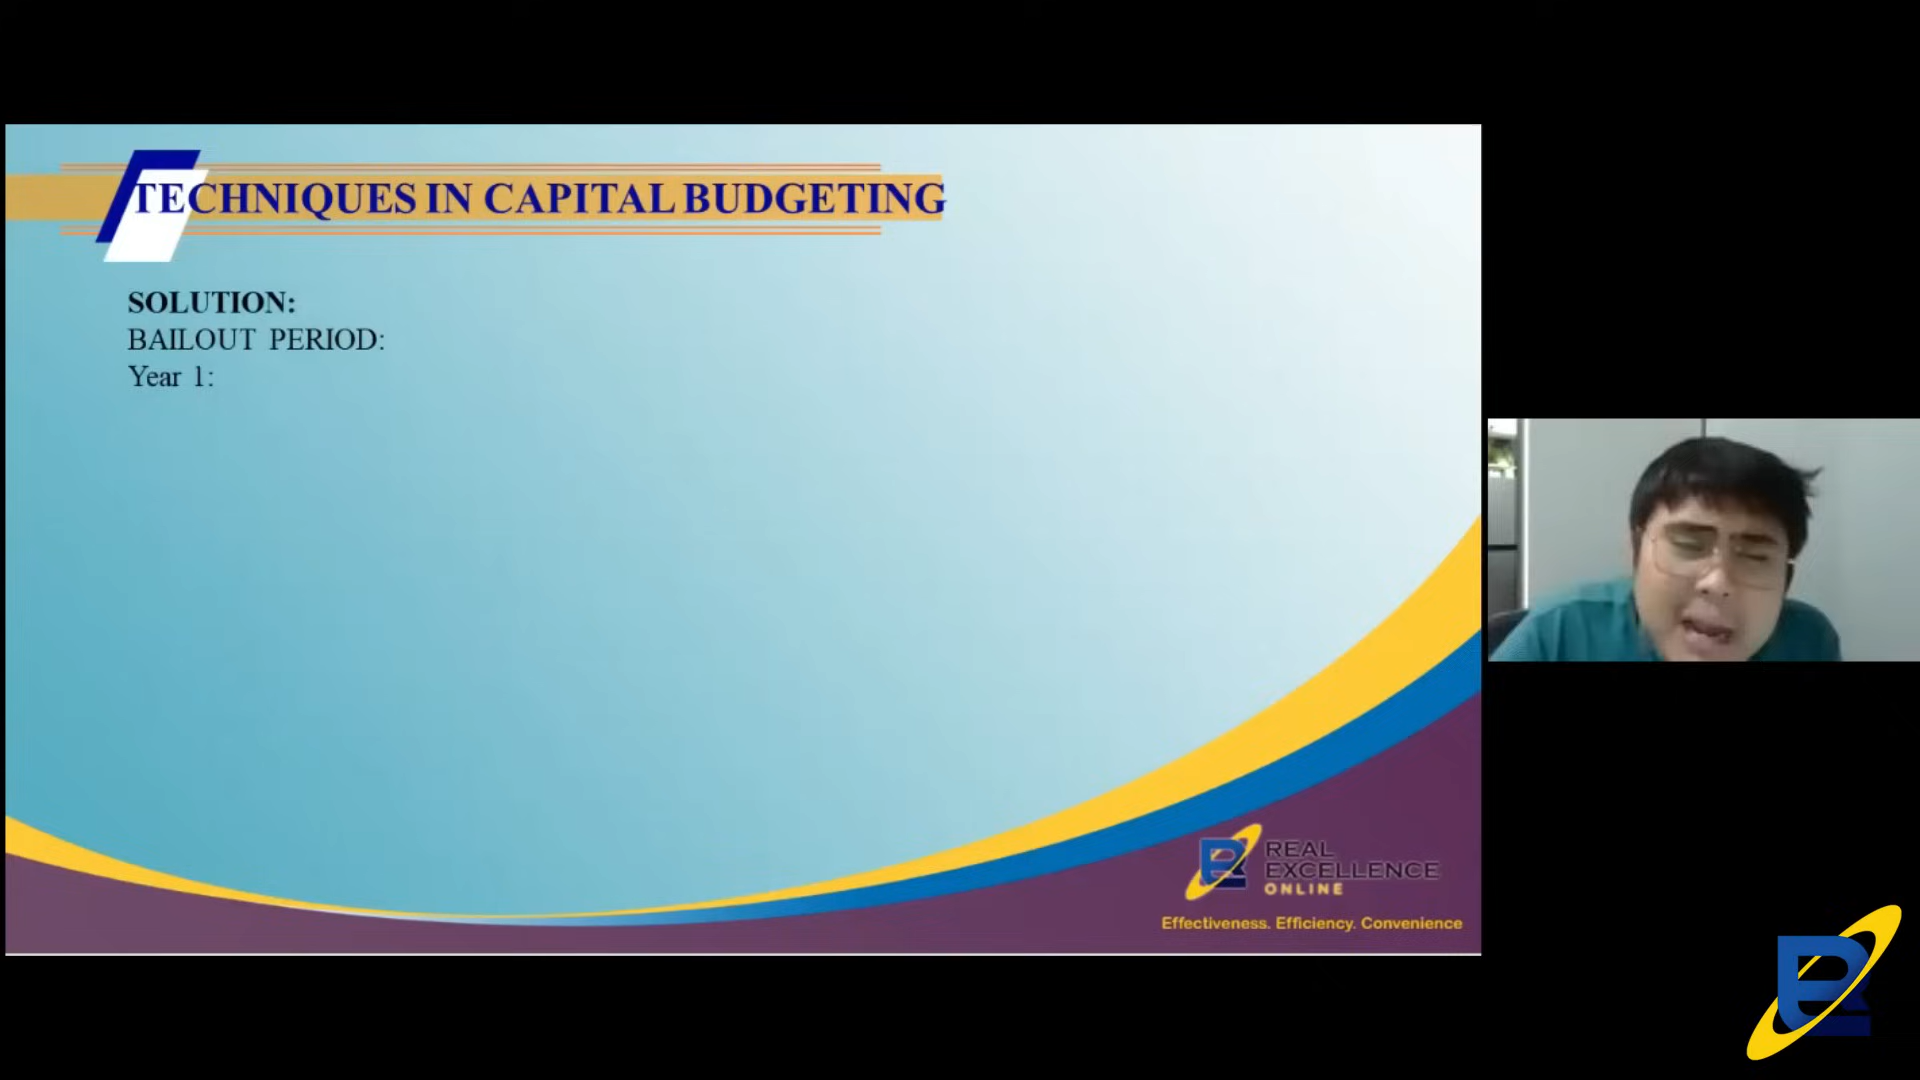 TECHNIQUES IN CAPITAL BUDGETING
SOLUTION:
BAILOUT PERIOD:
Year 1:
REAL
EXCELLENCE
ONLINE
Effectiveness. Efficiency. Convenience